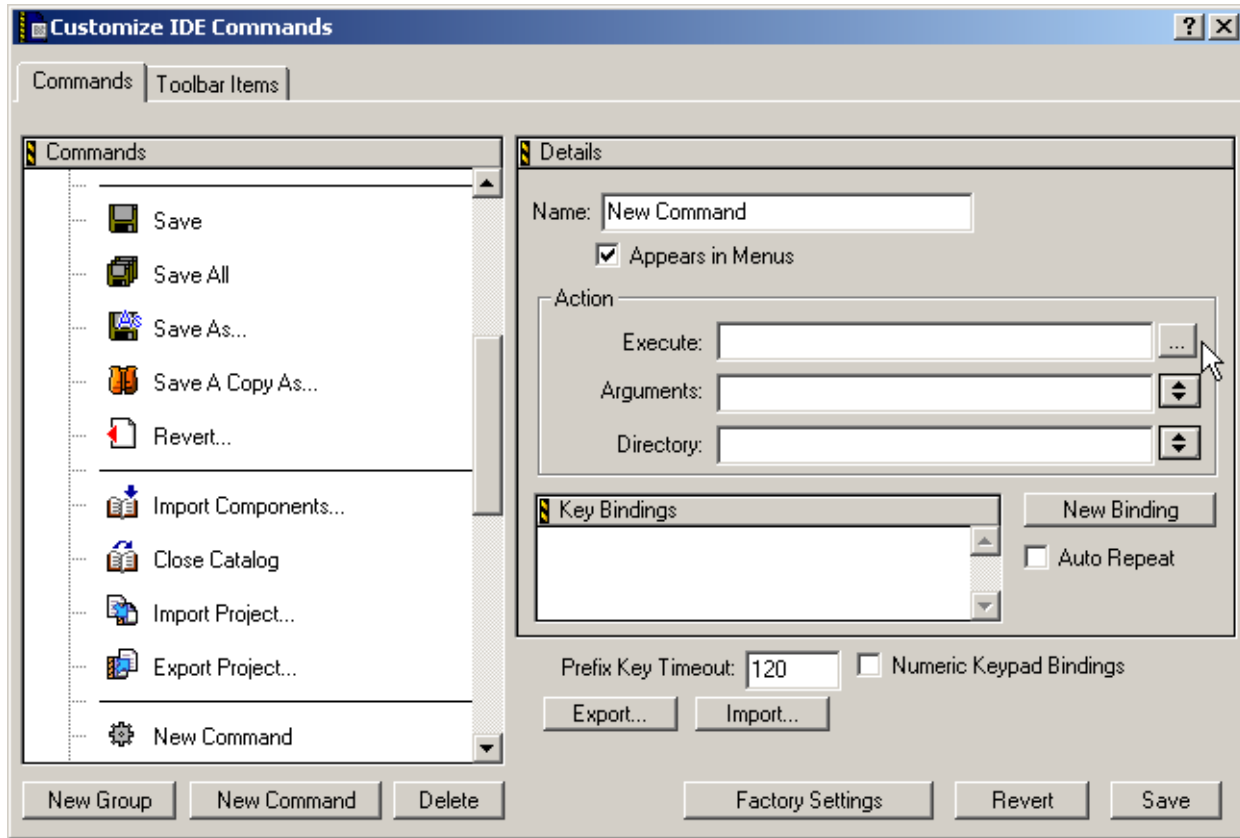 Customize IDE Commands
Commands
Toolbar Items
Commands
Save
Save All
Save As...
Save A Copy As...
Revert...
Import Components...
Close Catalog
Import Project...
Export Project...
New Command
New Group
New Command
Delete
Details
Name: New Command
Appears in Menus
Action
Execute: ...
Arguments:
Directory:
Key Bindings
New Binding
Auto Repeat
Prefix Key Timeout: 120
Numeric Keypad Bindings
Export...
Import...
Factory Settings
Revert
Save